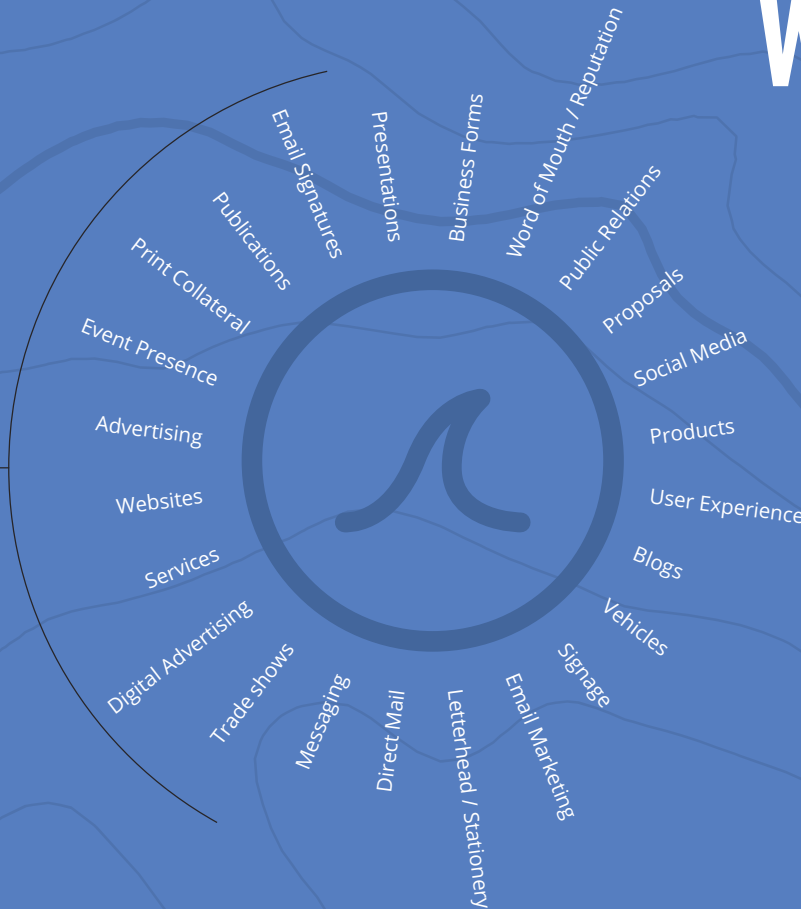 W
Email Signatures
Presentations
Business Forms
Word of Mouth / Reputation
Public Relations
Proposals
Social Media
Products
User Experience
Blogs
Vehicles
Signage
Email Marketing
Letterhead / Stationery
Direct Mail
Messaging
Trade shows
Digital Advertising
Services
Websites
Advertising
Event Presence
Print Collateral
Publications